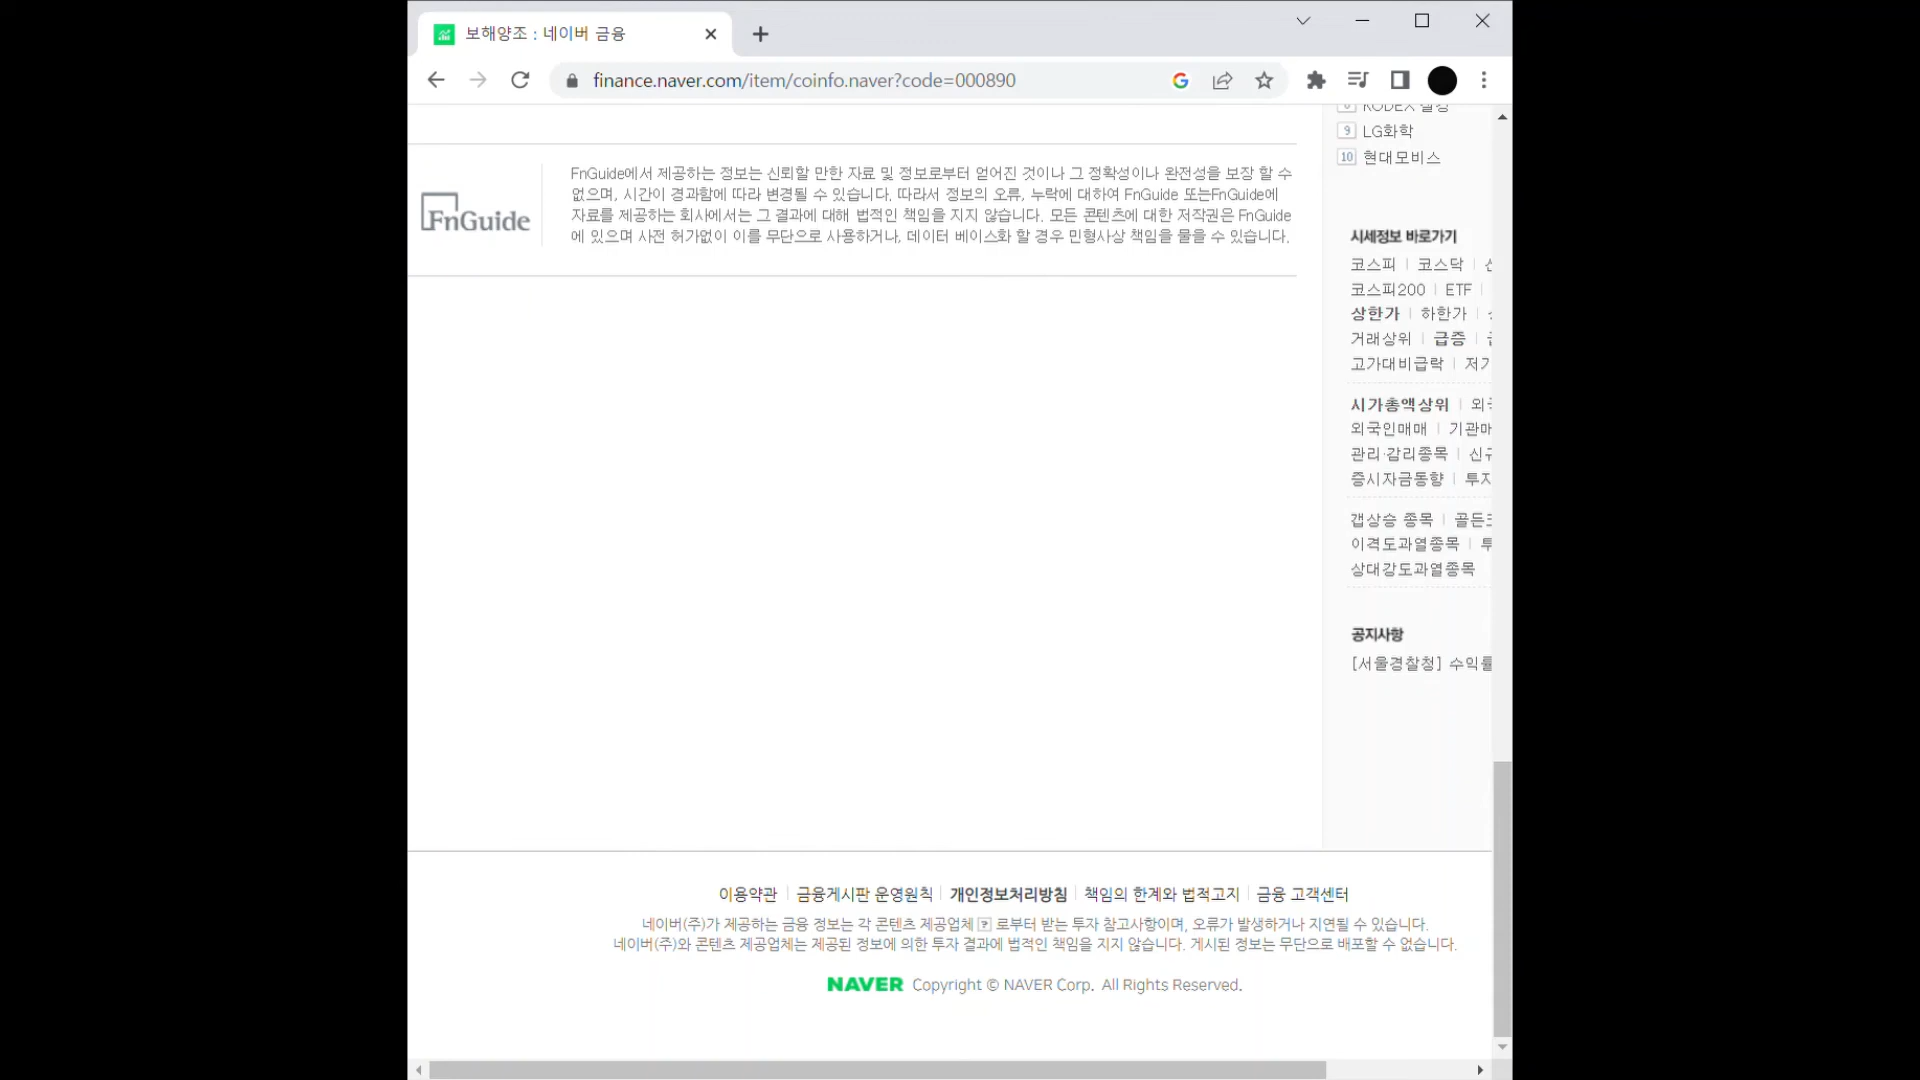 보해양조 : 네이버 금융
finance.naver.com/item/coinfo.naver?code=000890
9 LG화학
10 현대모비스
FnGuide
FnGuide에서 제공하는 정보는 신뢰할 만한 자료 및 정보로부터 얻어진 것이나 그 정확성이나 완전성을 보장 할 수
없으며, 시간이 경과함에 따라 변경될 수 있습니다. 따라서 정보의 오류, 누락에 대하여 FnGuide 또는FnGuide에
자료를 제공하는 회사에서는 그 결과에 대해 법적인 책임을 지지 않습니다. 모든 콘텐츠에 대한 저작권은 FnGuide
에 있으며 사전 허가없이 이를 무단으로 사용하거나, 데이터 베이스화 할 경우 민형사상 책임을 물을 수 있습니다.
시세정보 바로가기
코스피 | 코스닥 |
코스피200 | ETF |
상한가 | 하한가 |
거래상위 | 급증 |
고가대비급락 | 저가
시가총액상위 | 외국
외국인매매 | 기관매
관리·감리종목 | 신규
증시자금동향 | 투자
갭상승 종목 | 골든크
이격도과열종목 | 투
상대강도과열종목
공지사항
[서울경찰청] 수익률
이용약관 | 금융게시판 운영원칙 | 개인정보처리방침 | 책임의 한계와 법적고지 | 금융 고객센터
네이버(주)가 제공하는 금융 정보는 각 콘텐츠 제공업체 ? 로부터 받는 투자 참고사항이며, 오류가 발생하거나 지연될 수 있습니다.
네이버(주)와 콘텐츠 제공업체는 제공된 정보에 의한 투자 결과에 법적인 책임을 지지 않습니다. 게시된 정보는 무단으로 배포할 수 없습니다.
NAVER Copyright © NAVER Corp. All Rights Reserved.